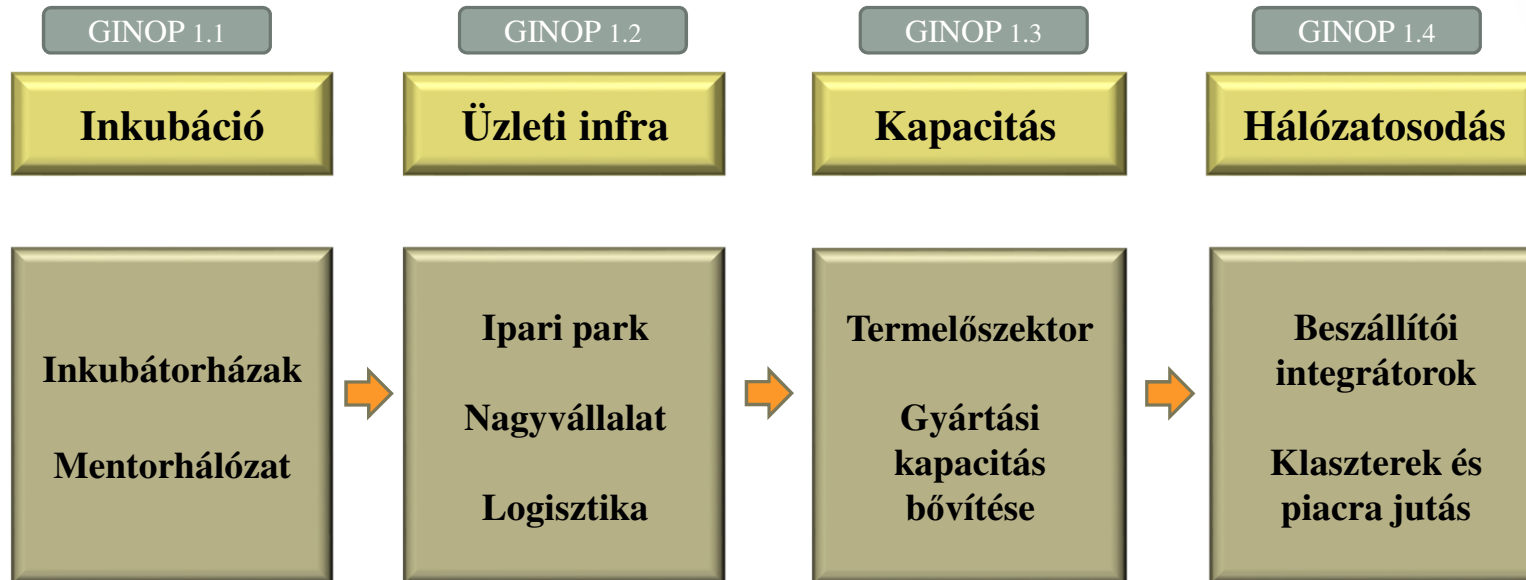 GINOP 1.1
GINOP 1.2
GINOP 1.3
GINOP 1.4
Inkubáció
Üzleti infra
Kapacitás
Hálózatosodás
Inkubátorházak
Mentorhálózat
Ipari park
Nagyvállalat
Logisztika
Termelőszektor
Gyártási
kapacitás
bővítése
Beszállítói
integrátorok
Klaszterek és
piacra jutás